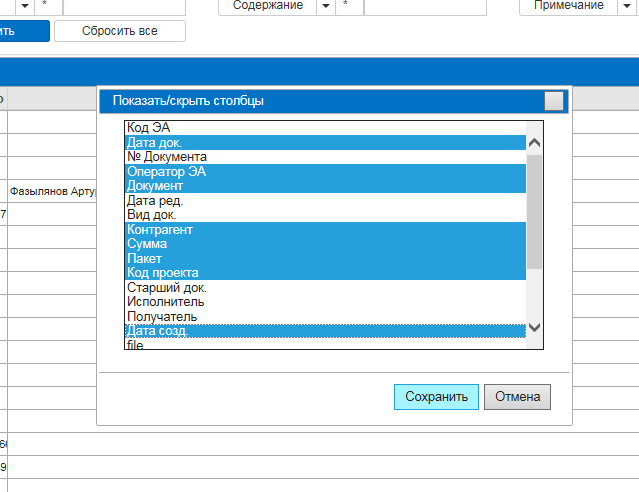 Содержание
*
Примечание
*
ить
Сбросить все
Показать/скрыть столбцы
Код ЭА
Дата док.
№ Документа
Оператор ЭА
Документ
Дата ред.
Вид док.
Контрагент
Сумма
Пакет
Код проекта
Старший док.
Исполнитель
Получатель
Дата созд.
file
Фазылянов Артур
7
66
9
Сохранить
Отмена